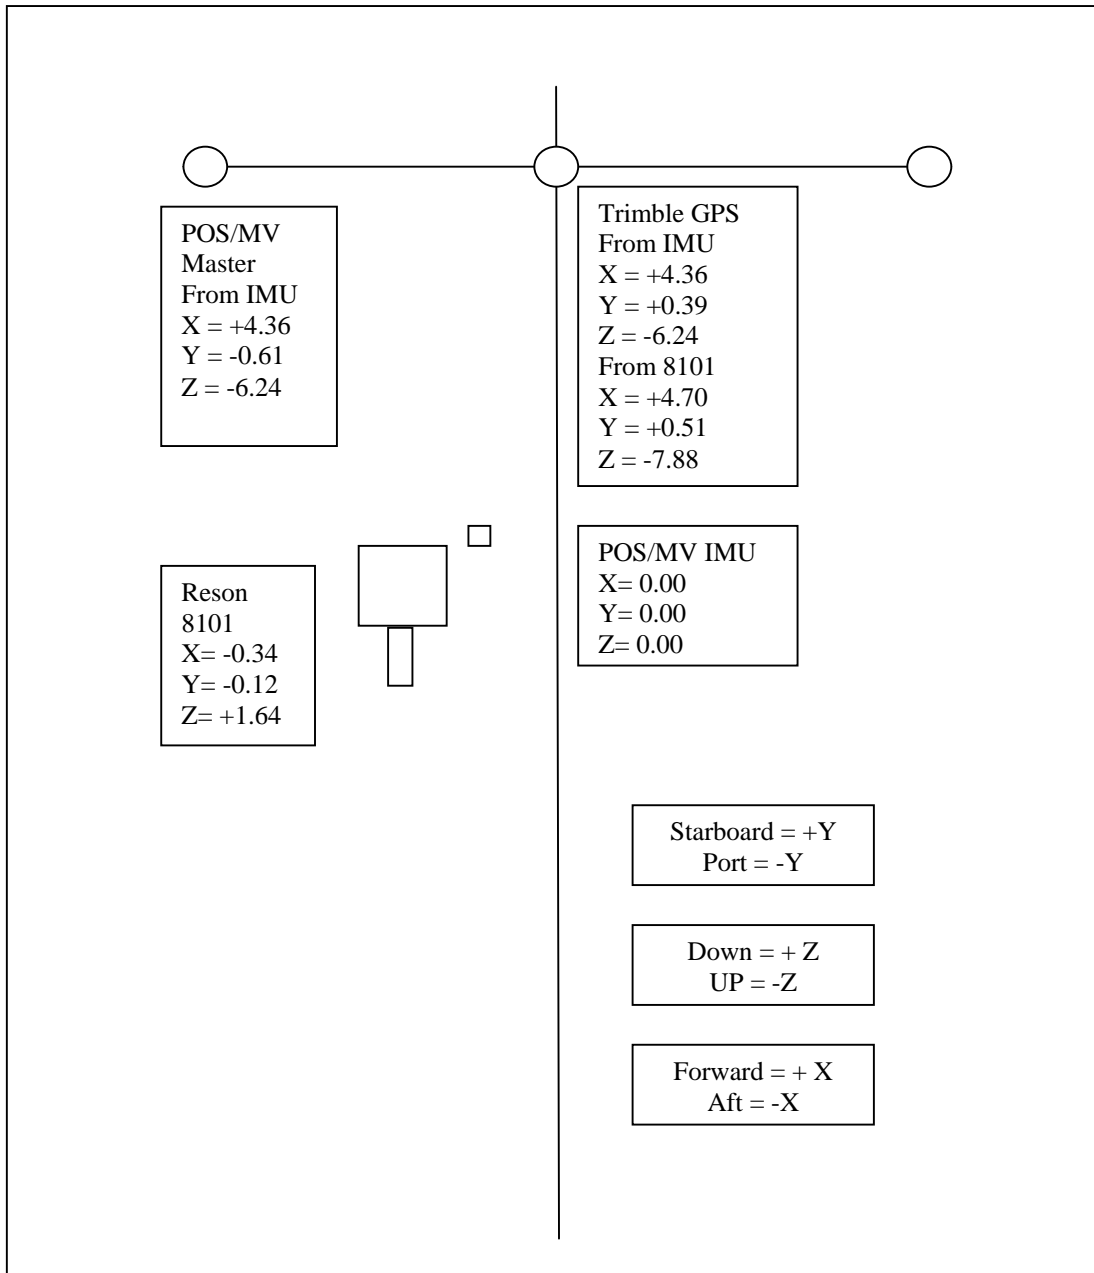 POS/MV
Master
From IMU
X = +4.36
Y = -0.61
Z = -6.24
Trimble GPS
From IMU
X = +4.36
Y = +0.39
Z = -6.24
From 8101
X = +4.70
Y = +0.51
Z = -7.88
Reson
8101
X= -0.34
Y= -0.12
Z= +1.64
POS/MV IMU
X= 0.00
Y= 0.00
Z= 0.00
Starboard = +Y
Port = -Y
Down = + Z
UP = -Z
Forward = + X
Aft = -X